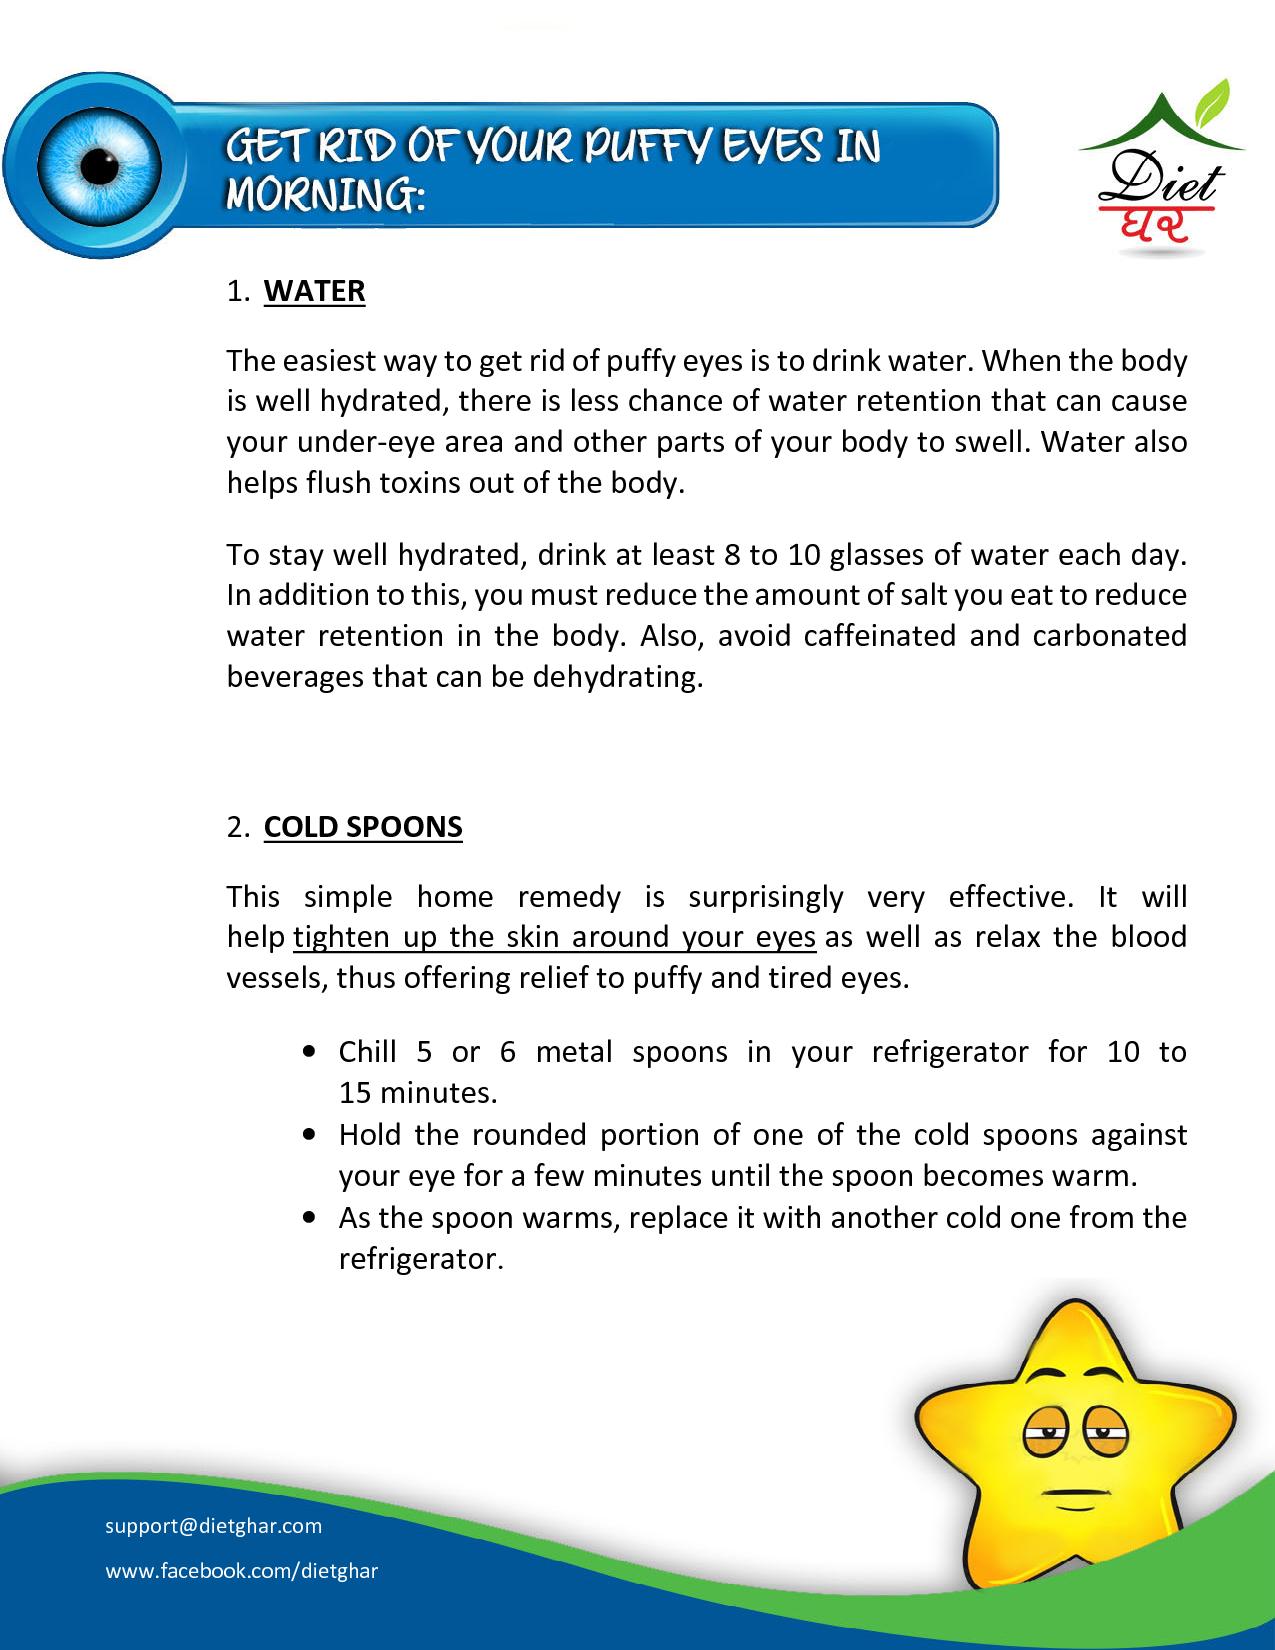 GET RID OF YOUR PUFFY EYES IN
MORNING:
Diet
ઘર
1. WATER
The easiest way to get rid of puffy eyes is to drink water. When the body
is well hydrated, there is less chance of water retention that can cause
your under-eye area and other parts of your body to swell. Water also
helps flush toxins out of the body.
To stay well hydrated, drink at least 8 to 10 glasses of water each day.
In addition to this, you must reduce the amount of salt you eat to reduce
water retention in the body. Also, avoid caffeinated and carbonated
beverages that can be dehydrating.
2. COLD SPOONS
This simple home remedy is surprisingly very effective. It will
help tighten up the skin around your eyes as well as relax the blood
vessels, thus offering relief to puffy and tired eyes.
• Chill 5 or 6 metal spoons in your refrigerator for 10 to
15 minutes.
• Hold the rounded portion of one of the cold spoons against
your eye for a few minutes until the spoon becomes warm.
• As the spoon warms, replace it with another cold one from the
refrigerator.
support@dietghar.com
www.facebook.com/dietghar